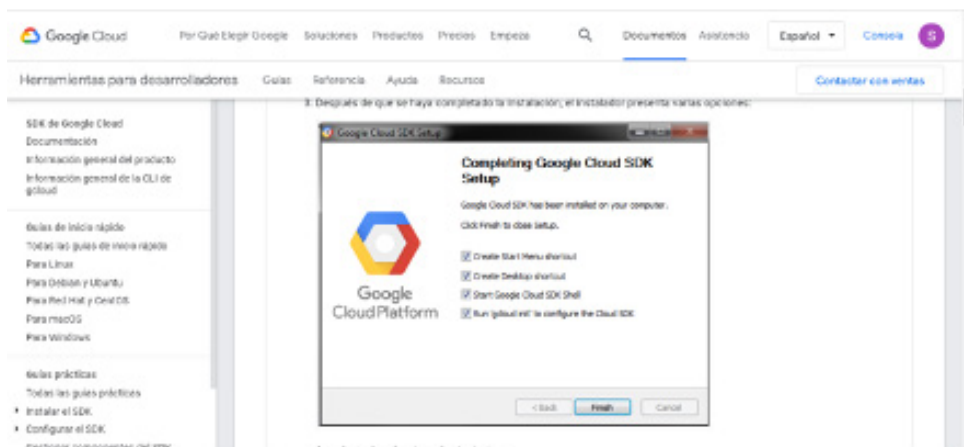 Google Cloud
Por Qué Elegir Google
Soluciones
Productos
Precios
Empeza
Documentos
Asistencia
Español
Consola
S
Herramientas para desarrolladores
Guías
Referencia
Ayuda
Recursos
Contactar con ventas
SDK de Google Cloud
Documentación
Información general del producto
Información general de la CLI de
gcloud
Guías de inicio rápido
Todas las guías de inicio rápido
Para Linux
Para Debian y Ubuntu
Para Red Hat y CentOS
Para macOS
Para Windows
Guías prácticas
Todas las guías prácticas
Instalar el SDK
Configurar el SDK
Gestionar componentes del SDK
3. Después de que se haya completado la instalación, el instalador presenta varias opciones:
Google Cloud SDK Setup
Completing Google Cloud SDK
Setup
Google Cloud SDK has been installed on your computer.
Click Finish to close Setup.
Create Start Menu shortcut
Create Desktop shortcut
Start Google Cloud SDK Shell
Run 'gcloud init' to configure the Cloud SDK
Google
Cloud Platform
< Back
Finish
Cancel